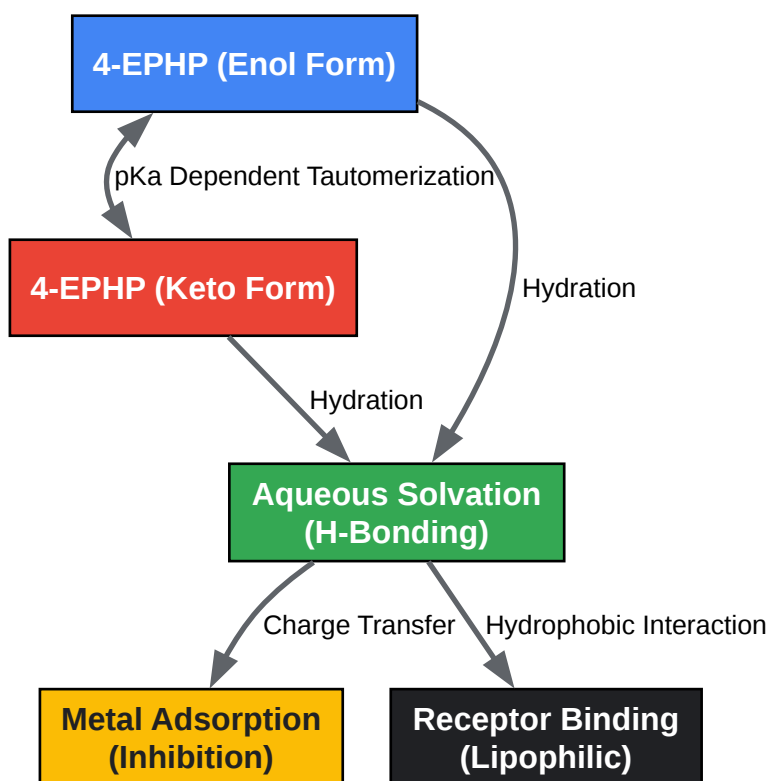 4-EPHP (Enol Form)
pKa Dependent Tautomerization
4-EPHP (Keto Form)
Hydration
Hydration
Aqueous Solvation
(H-Bonding)
Charge Transfer
Hydrophobic Interaction
Metal Adsorption
(Inhibition)
Receptor Binding
(Lipophilic)